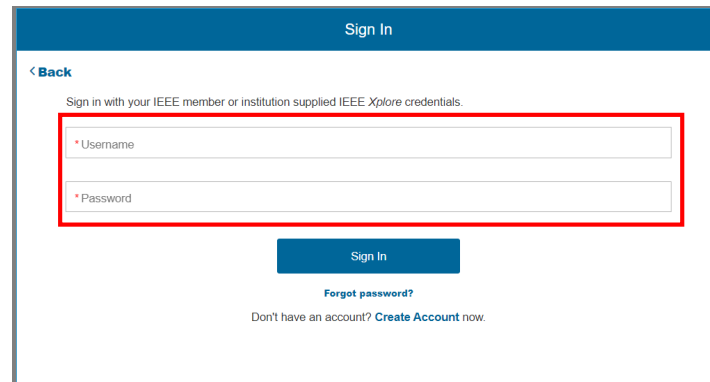 Sign In
<Back
Sign in with your IEEE member or institution supplied IEEE Xplore credentials.
*Username
*Password
Sign In
Forgot password?
Don't have an account? Create Account now.